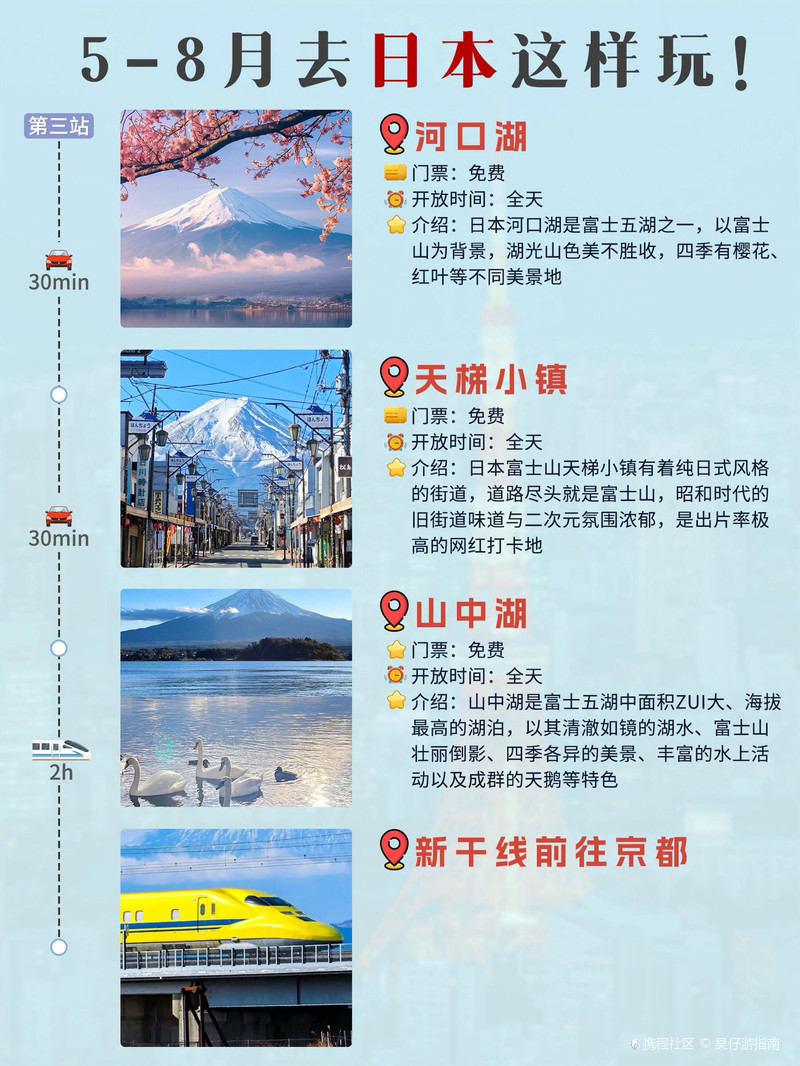 5-8月去日本这样玩!
第三站
30min
30min
2h
河口湖
门票：免费
开放时间：全天
介绍：日本河口湖是富士五湖之一，以富士
山为背景，湖光山色美不胜收，四季有樱花、
红叶等不同美景地
天梯小镇
门票：免费
开放时间：全天
介绍：日本富士山天梯小镇有着纯日式风格
的街道，道路尽头就是富士山，昭和时代的
旧街道味道与二次元氛围浓郁，是出片率极
高的网红打卡地
ほんちょう
ほんちょう
山中湖
门票：免费
开放时间：全天
介绍：山中湖是富士五湖中面积ZUI大、海拔
最高的湖泊，以其清澈如镜的湖水、富士山
壮丽倒影、四季各异的美景、丰富的水上活
动以及成群的天鹅等特色
新干线前往京都
携程社区 © 吴仔游指南